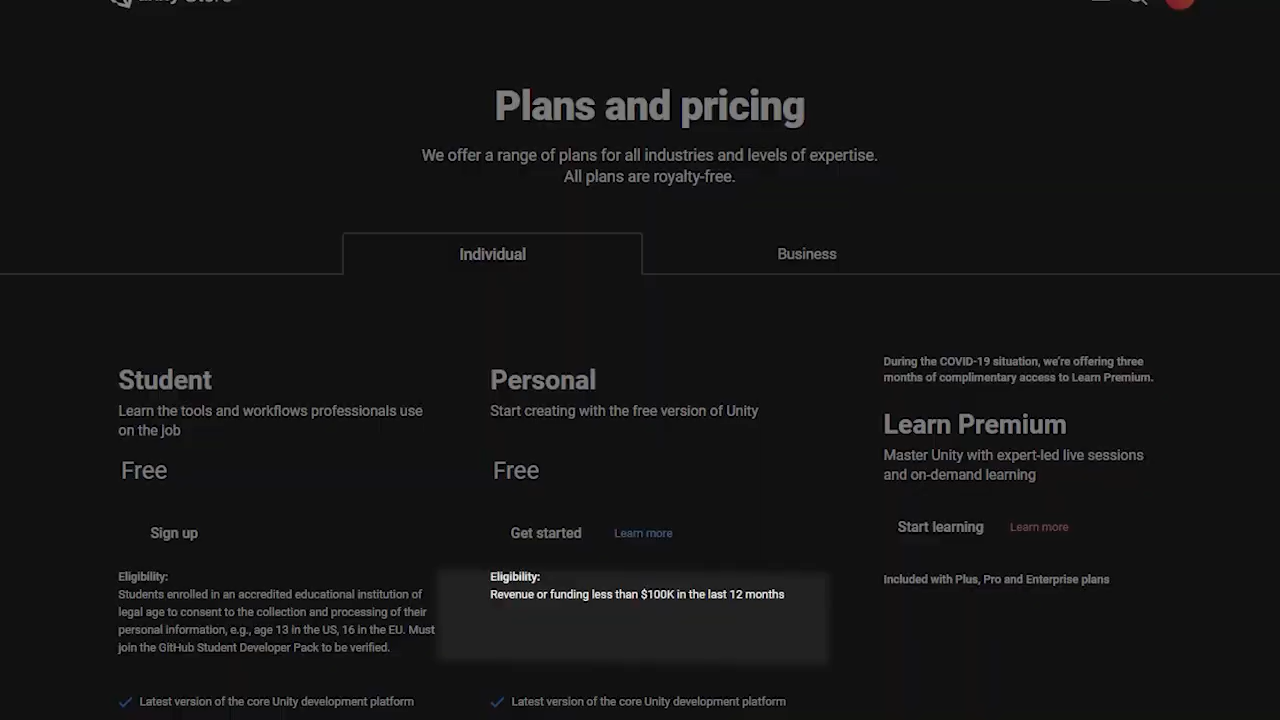 Plans and pricing
We offer a range of plans for all industries and levels of expertise.
All plans are royalty-free.
Individual
Business
Student
Learn the tools and workflows professionals use
on the job
Free
Sign up
Eligibility:
Students enrolled in an accredited educational institution of
legal age to consent to the collection and processing of their
personal information, e.g., age 13 in the US, 16 in the EU. Must
join the GitHub Student Developer Pack to be verified.
Latest version of the core Unity development platform
Personal
Start creating with the free version of Unity
Free
Get started
Learn more
Eligibility:
Revenue or funding less than $100K in the last 12 months
Latest version of the core Unity development platform
During the COVID-19 situation, we're offering three
months of complimentary access to Learn Premium.
Learn Premium
Master Unity with expert-led live sessions
and on-demand learning
Start learning
Learn more
Included with Plus, Pro and Enterprise plans